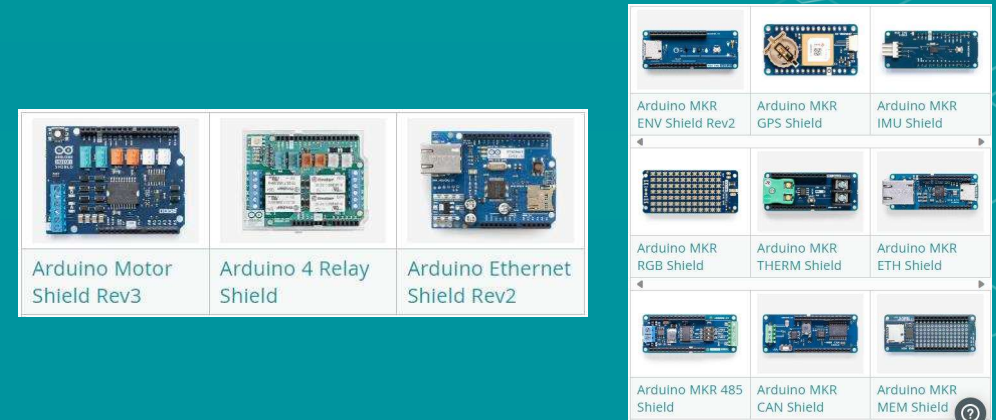 Arduino Motor
Shield Rev3
Arduino 4 Relay
Shield
Arduino Ethernet
Shield Rev2
Arduino MKR
ENV Shield Rev2
Arduino MKR
GPS Shield
Arduino MKR
IMU Shield
Arduino MKR
RGB Shield
Arduino MKR
THERM Shield
Arduino MKR
ETH Shield
Arduino MKR 485
Shield
Arduino MKR
CAN Shield
Arduino MKR
MEM Shield
?